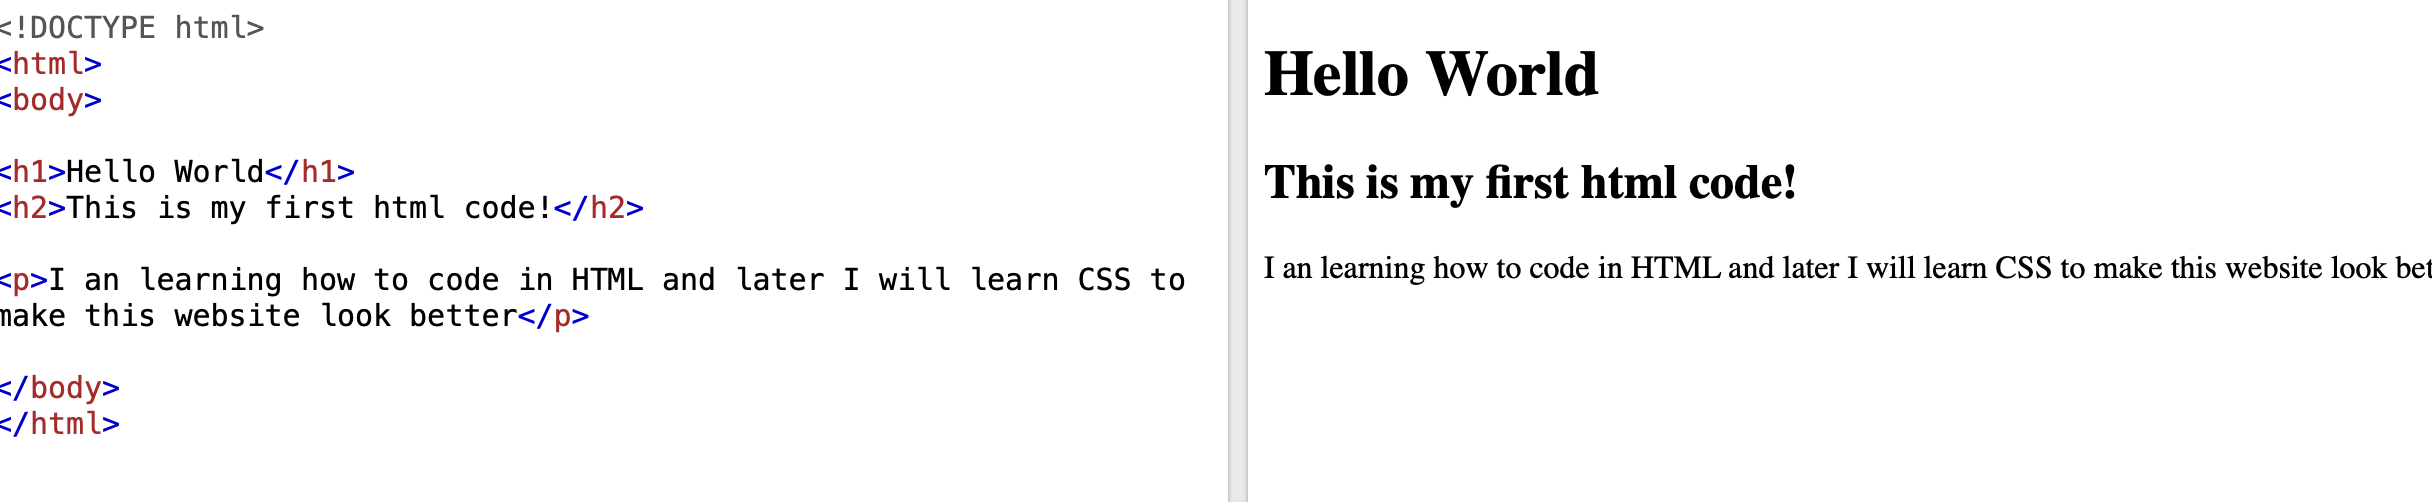 <!DOCTYPE html>
<html>
<body>
<h1>Hello World</h1>
<h2>This is my first html code!</h2>
<p>I an learning how to code in HTML and later I will learn CSS to
make this website look better</p>
</body>
</html>
Hello World
This is my first html code!
I an learning how to code in HTML and later I will learn CSS to make this website look bet